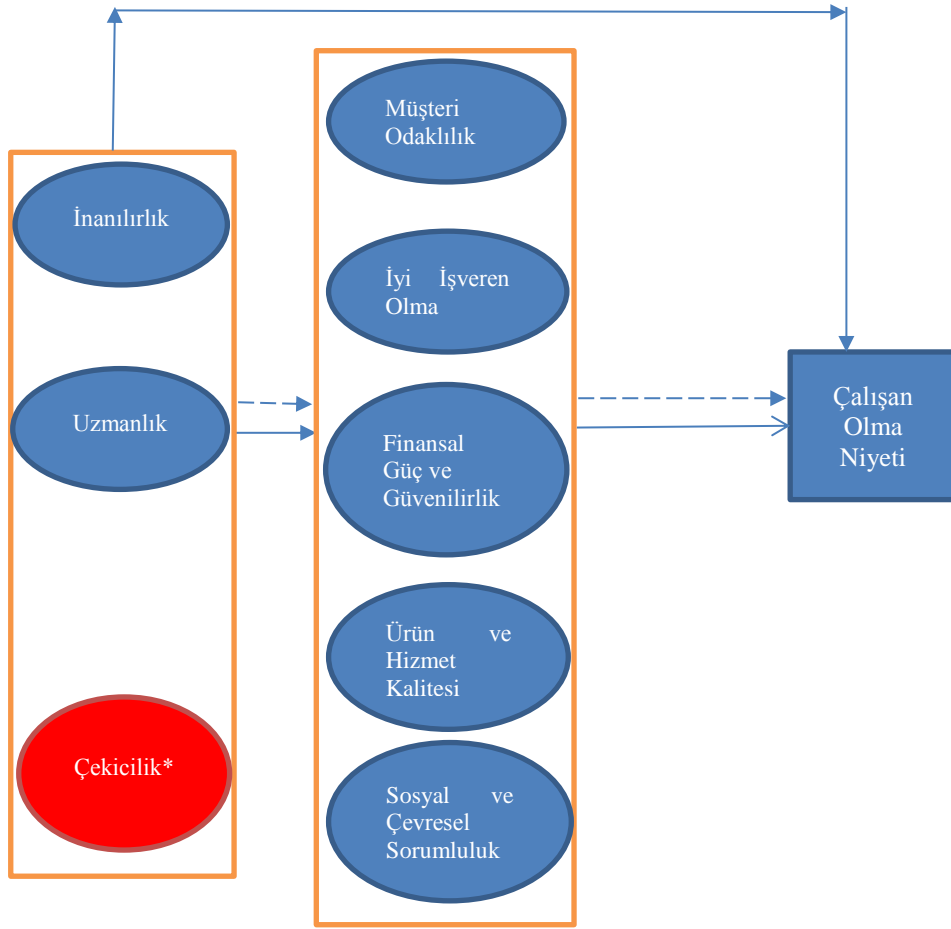 İnanılırlık
Uzmanlık
Çekicilik*
Müşteri
Odaklılık
İyi İşveren
Olma
Finansal
Güç ve
Güvenilirlik
Ürün ve
Hizmet
Kalitesi
Sosyal ve
Çevresel
Sorumluluk
Çalışan
Olma
Niyeti